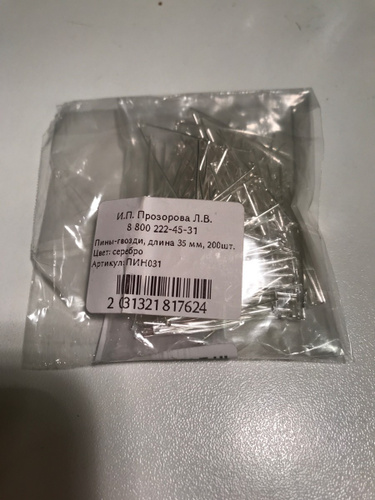 И.П. Прозорова Л.В.
8 800 222-45-31
Пины-гвозди, длина 35 мм, 200шт.
Цвет: серебро
Артикул: ПИН031
2 031321 817624